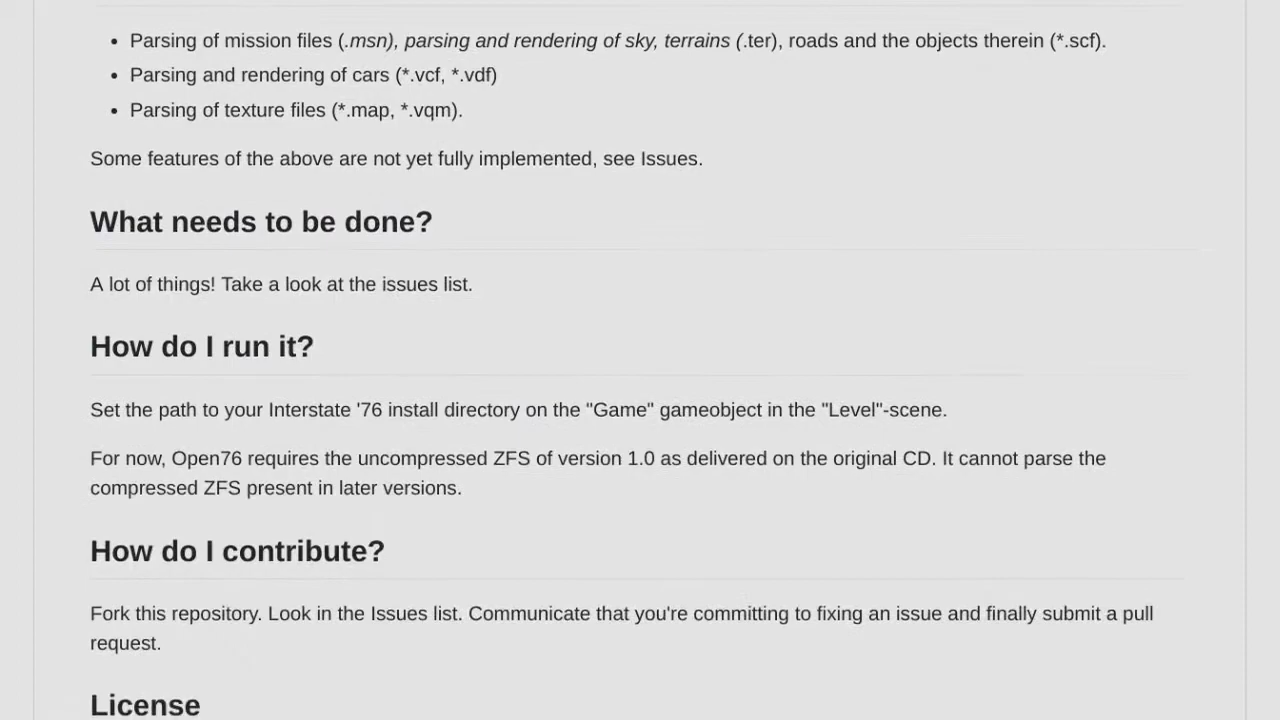 • Parsing of mission files (.msn), parsing and rendering of sky, terrains (.ter), roads and the objects therein (*.scf).
• Parsing and rendering of cars (*.vcf, *.vdf)
• Parsing of texture files (*.map, *.vqm).
Some features of the above are not yet fully implemented, see Issues.
What needs to be done?
A lot of things! Take a look at the issues list.
How do I run it?
Set the path to your Interstate '76 install directory on the "Game" gameobject in the "Level"-scene.
For now, Open76 requires the uncompressed ZFS of version 1.0 as delivered on the original CD. It cannot parse the
compressed ZFS present in later versions.
How do I contribute?
Fork this repository. Look in the Issues list. Communicate that you're committing to fixing an issue and finally submit a pull
request.
License